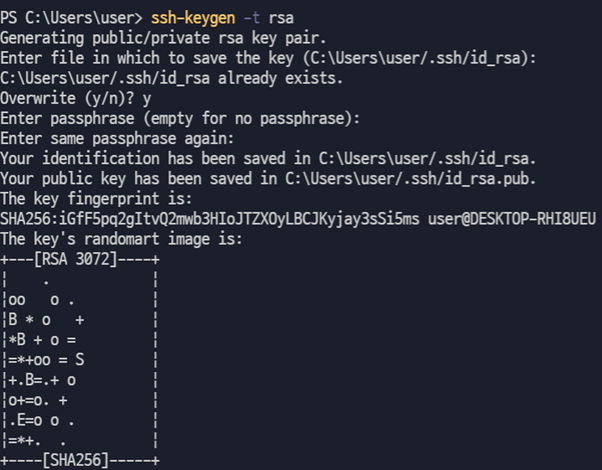 PS C:\Users\user> ssh-keygen -t rsa
Generating public/private rsa key pair.
Enter file in which to save the key (C:\Users\user/.ssh/id_rsa):
C:\Users\user/.ssh/id_rsa already exists.
Overwrite (y/n)? y
Enter passphrase (empty for no passphrase):
Enter same passphrase again:
Your identification has been saved in C:\Users\user/.ssh/id_rsa.
Your public key has been saved in C:\Users\user/.ssh/id_rsa.pub.
The key fingerprint is:
SHA256:iGfF5pq2gItvQ2mwb3HIoJTZXOyLBCJKyjay3sSi5ms user@DESKTOP-RHI8UEU
The key's randomart image is:
+---[RSA 3072]----+
¦    .            ¦
¦oo   o .         ¦
¦B * o   +        ¦
¦*B + o =         ¦
¦=*+oo = S        ¦
¦+.B=.+ o         ¦
¦o+=o. +          ¦
¦.E=o o .         ¦
¦=*+.  .          ¦
+----[SHA256]-----+